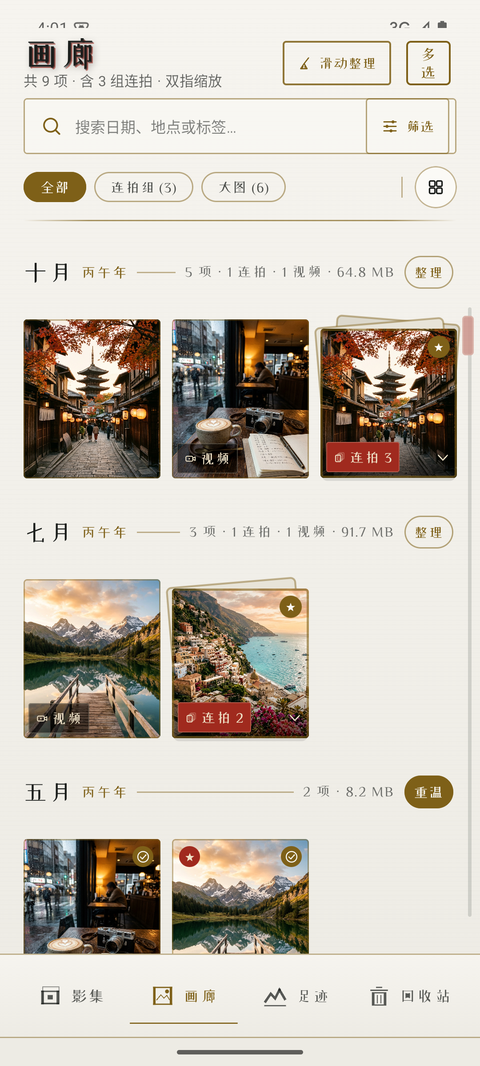 画廊
共 9 项 · 含 3 组连拍 · 双指缩放
滑动整理
多选
搜索日期、地点或标签...
筛选
全部
连拍组 (3)
大图 (6)
十月 丙午年 5 项 · 1 连拍 · 1 视频 · 64.8 MB 整理
视频
连拍 3
七月 丙午年 3 项 · 1 连拍 · 1 视频 · 91.7 MB 整理
视频
连拍 2
五月 丙午年 2 项 · 8.2 MB 重温
影集
画廊
足迹
回收站